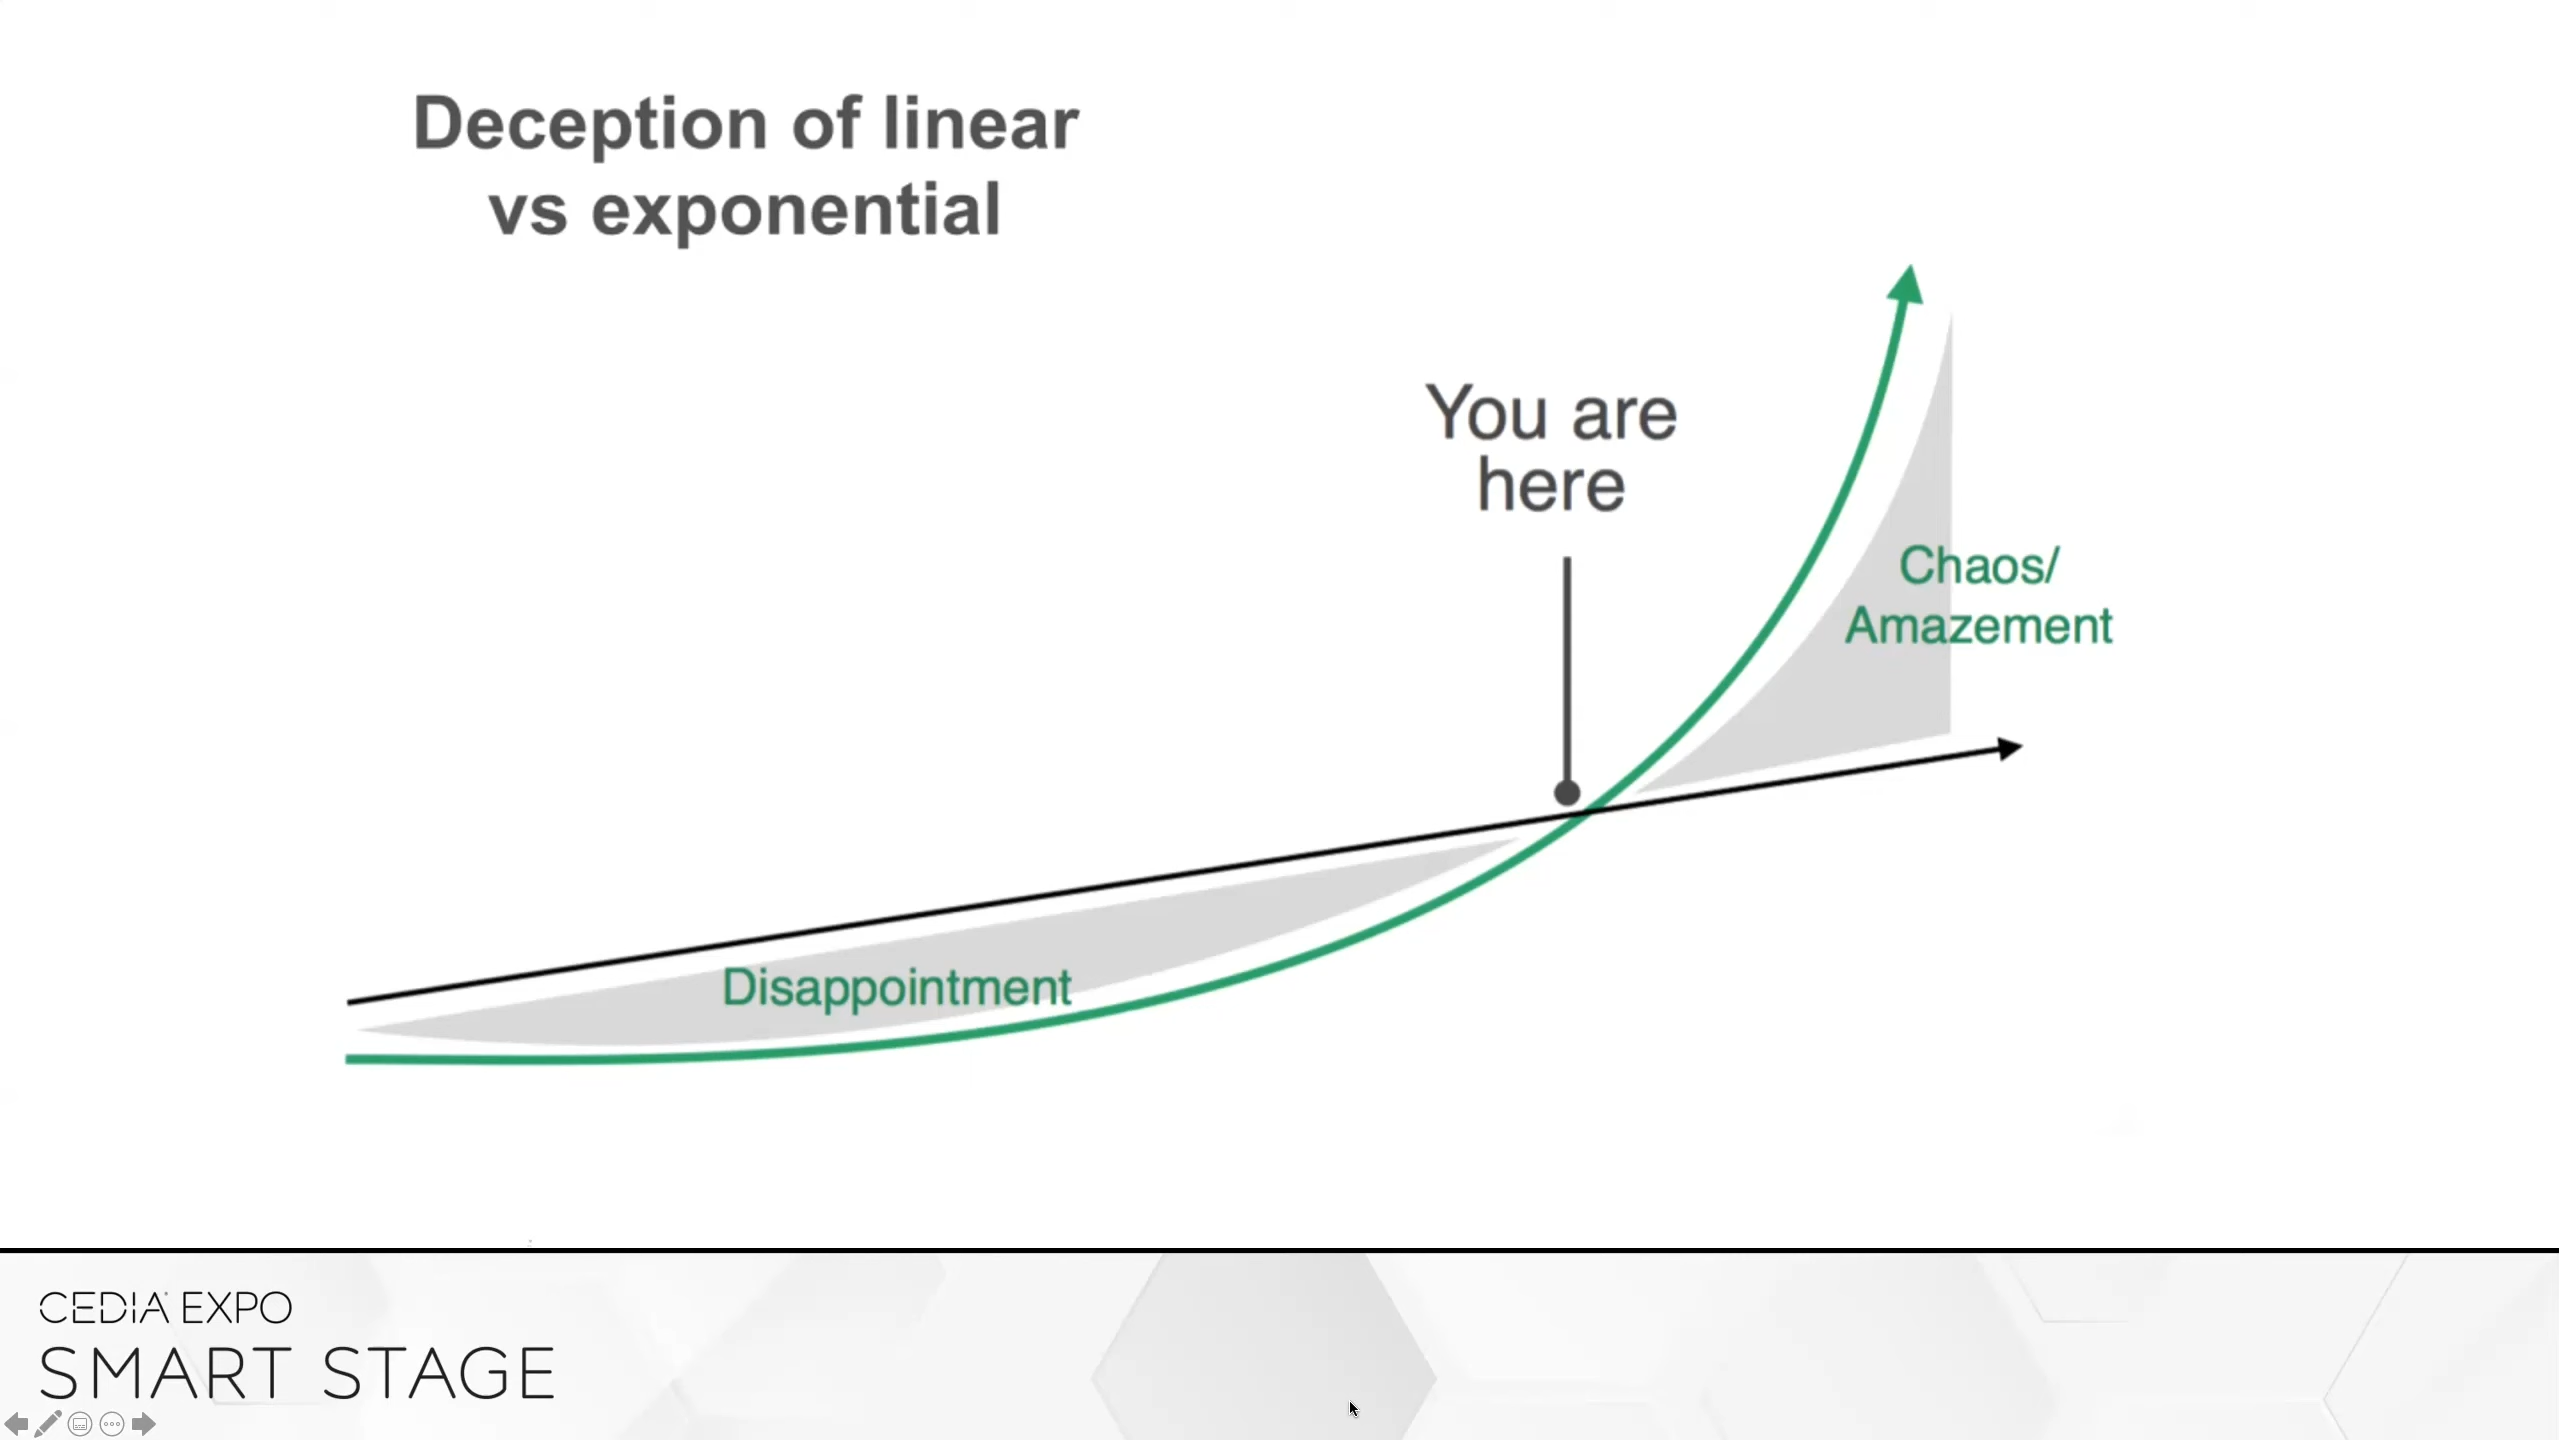 Deception of linear
vs exponential
You are
here
Chaos/
Amazement
Disappointment
CEDIA EXPO
SMART STAGE